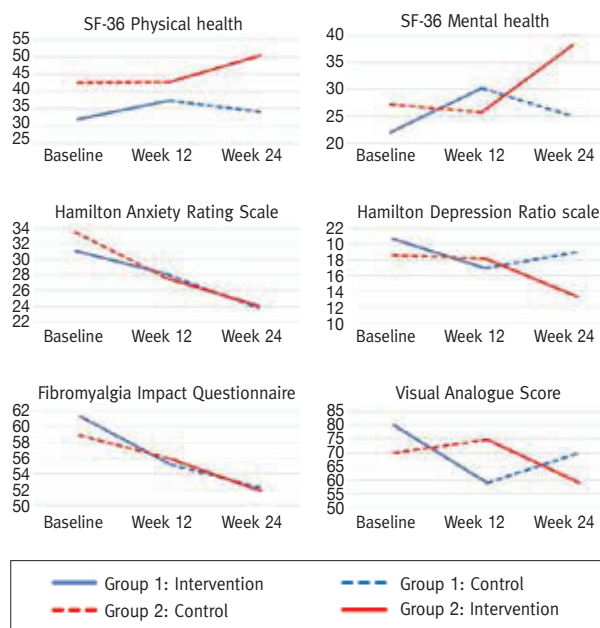 SF-36 Physical health
55
50
45
40
35
30
25
Baseline Week 12 Week 24
SF-36 Mental health
40
35
30
25
20
Baseline Week 12 Week 24
Hamilton Anxiety Rating Scale
34
32
30
28
26
24
22
Baseline Week 12 Week 24
Hamilton Depression Ratio scale
22
10
18
16
14
12
10
Baseline Week 12 Week 24
Fibromyalgia Impact Questionnaire
62
60
58
56
54
52
50
Baseline Week 12 Week 24
Visual Analogue Score
85
80
75
70
65
60
55
50
Baseline Week 12 Week 24
Group 1: Intervention
Group 1: Control
Group 2: Control
Group 2: Intervention